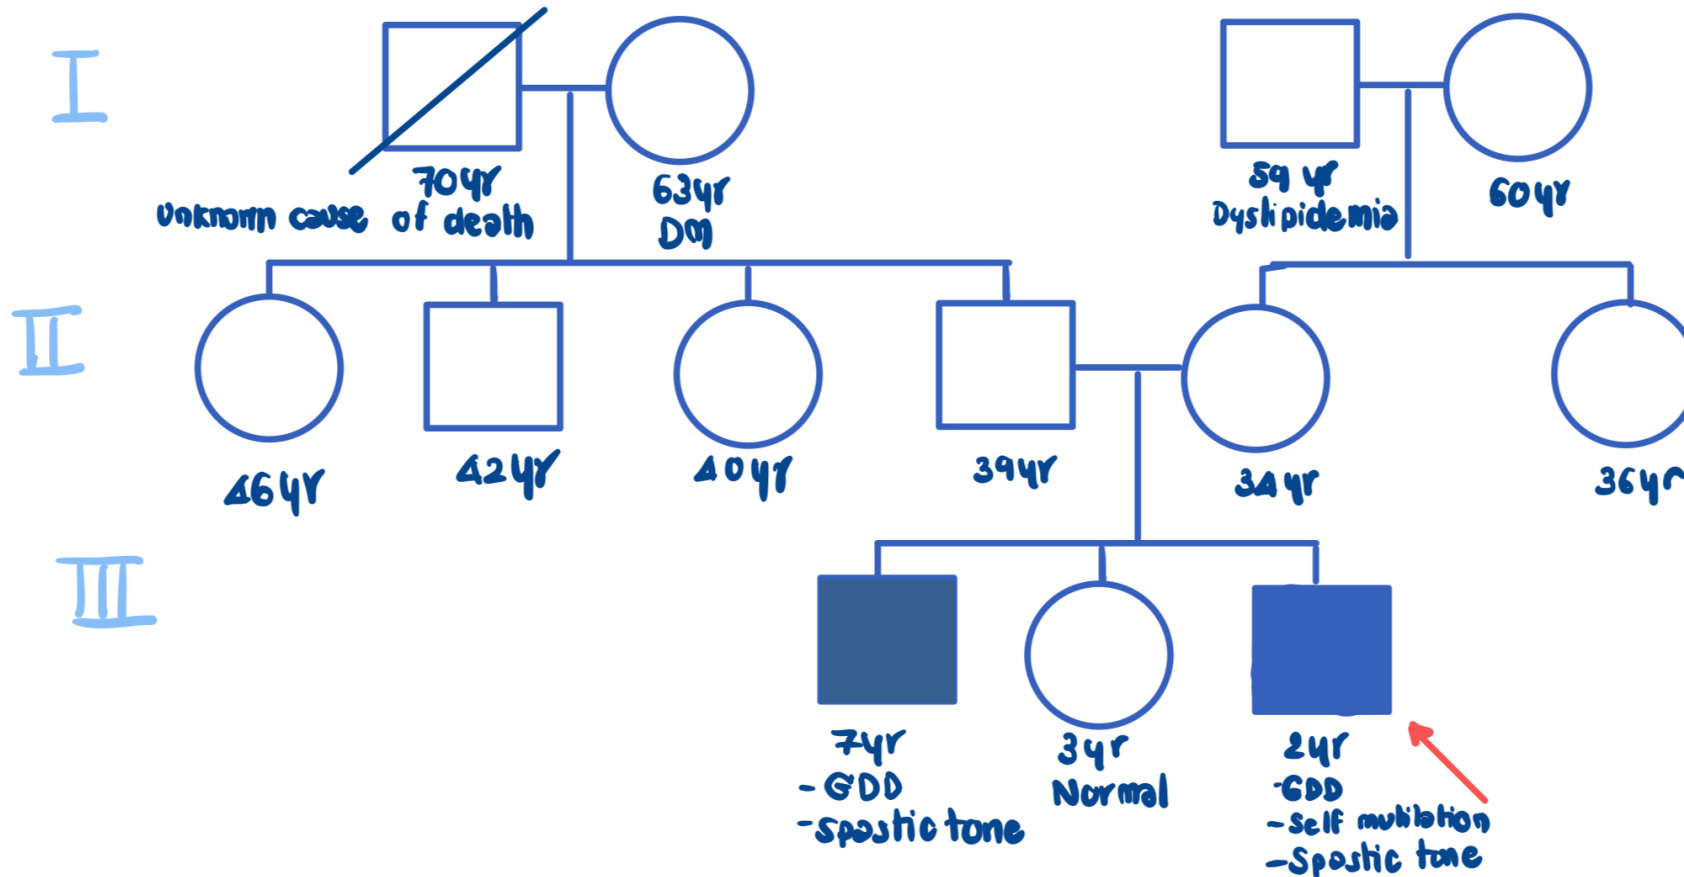 I
70yr
unknown cause of death
63yr
DM
59 yr
Dyslipidemia
60yr
II
46yr
42yr
40yr
39yr
34yr
36yr
III
7yr
- GDD
- spastic tone
3yr
Normal
2yr
- GDD
- Self mutilation
- Spastic tone